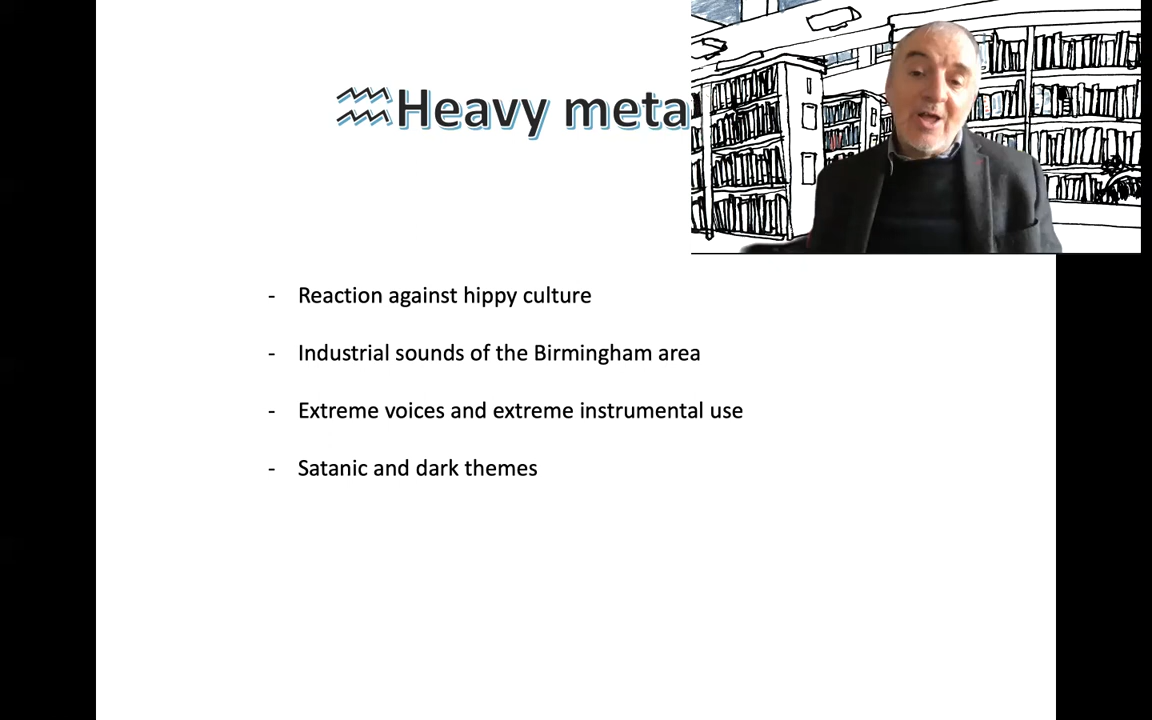 Heavy metal
- Reaction against hippy culture
- Industrial sounds of the Birmingham area
- Extreme voices and extreme instrumental use
- Satanic and dark themes